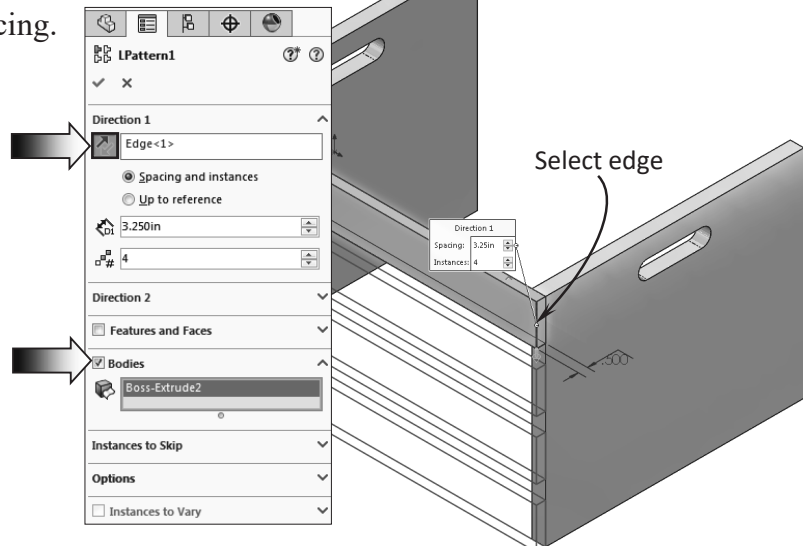 cing.
LPattern1
Direction 1
Edge<1>
Spacing and instances
Up to reference
D1 3.250in
# 4
Direction 2
Features and Faces
Bodies
Boss-Extrude2
Instances to Skip
Options
Instances to Vary
Select edge
Direction 1
Spacing: 3.25in
Instances: 4
.500